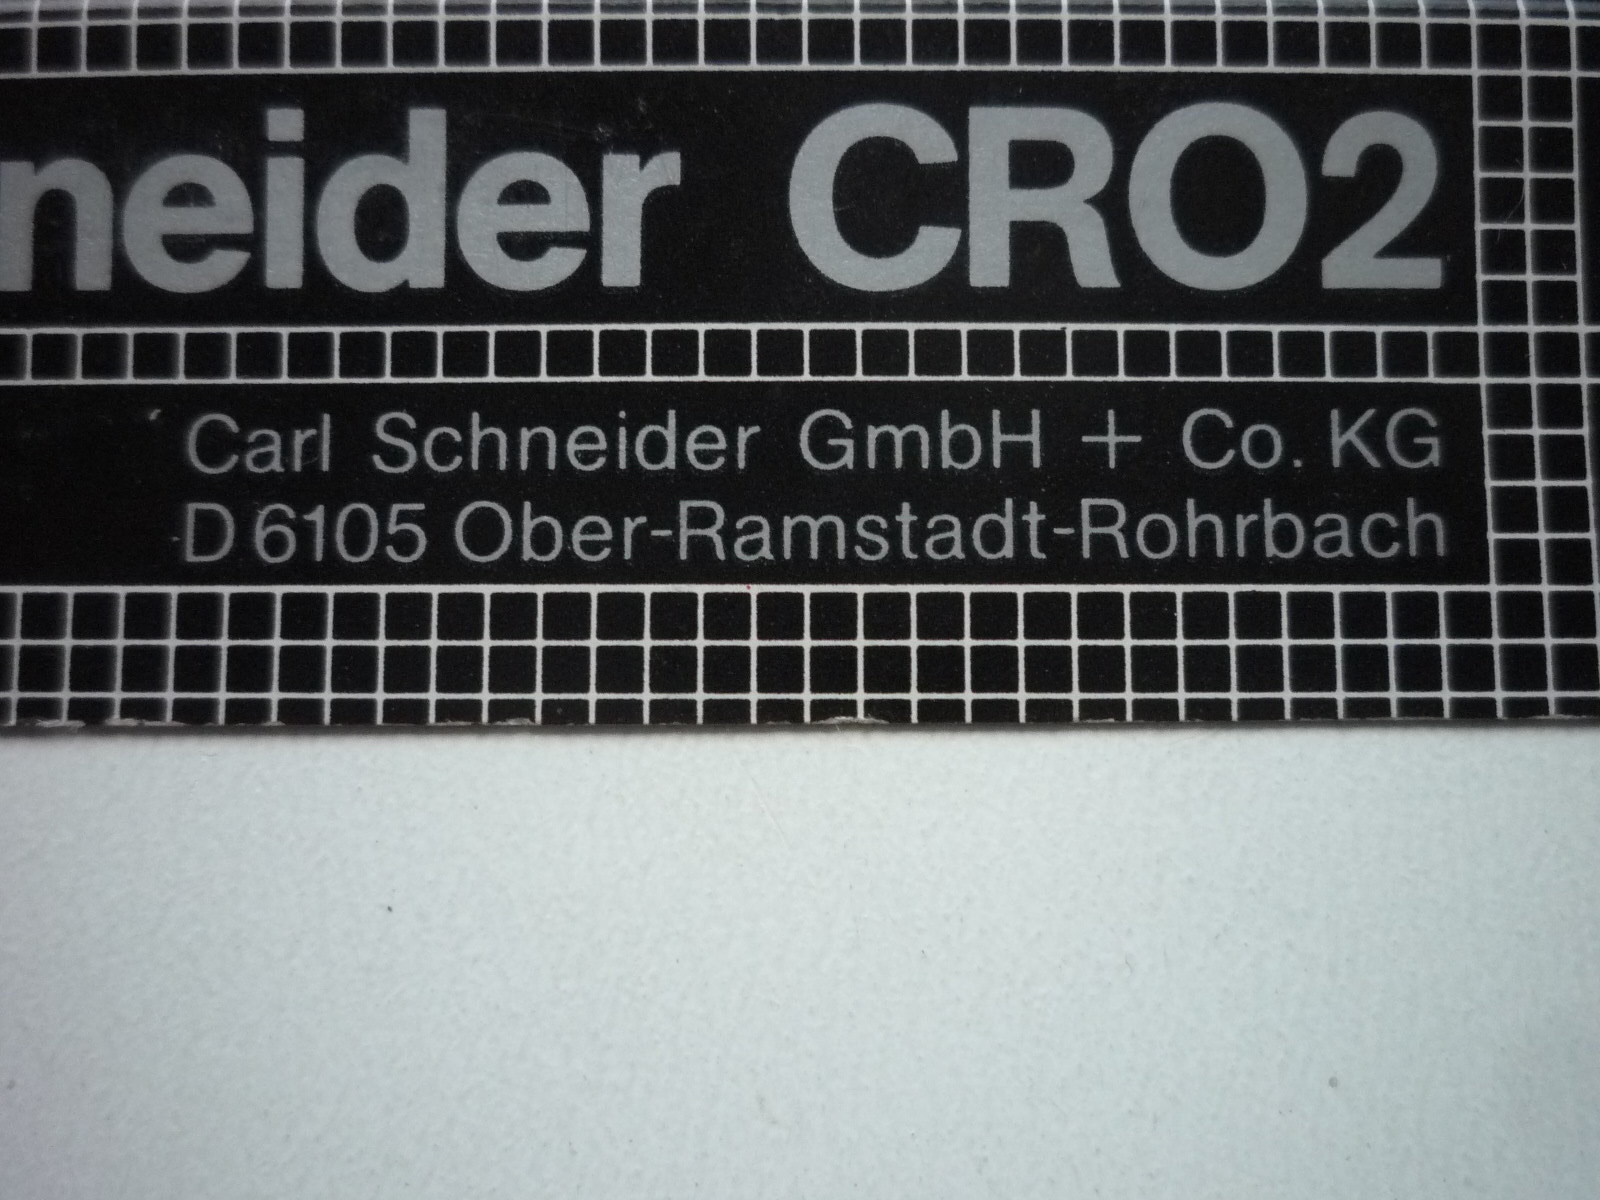 neider CRO2
Carl Schneider GmbH + Co. KG
D 6105 Ober-Ramstadt-Rohrbach